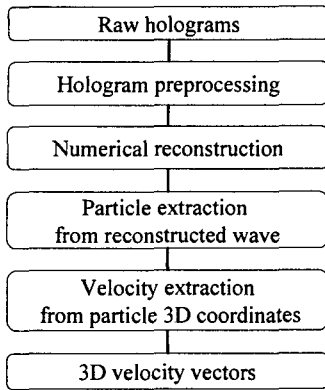 Raw holograms
Hologram preprocessing
Numerical reconstruction
Particle extraction
from reconstructed wave
Velocity extraction
from particle 3D coordinates
3D velocity vectors